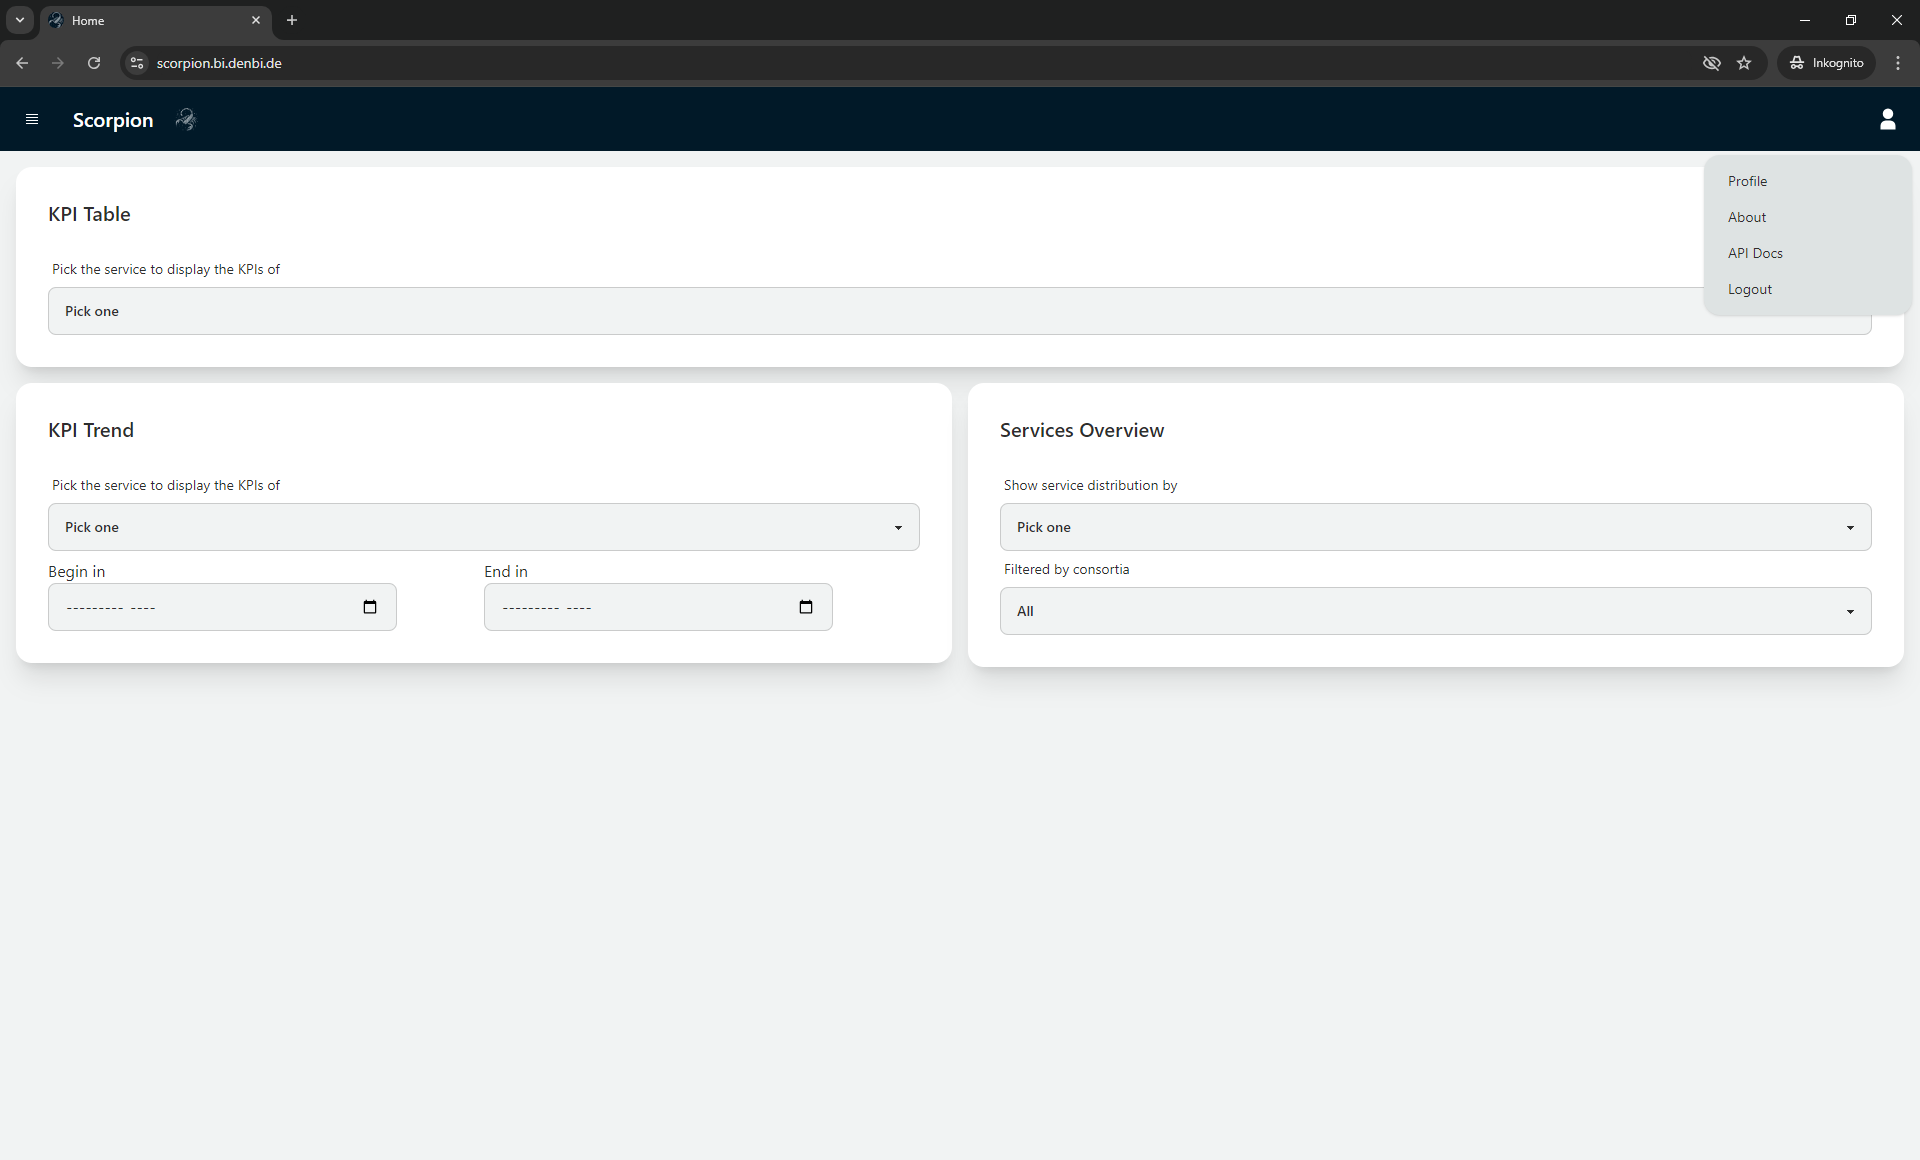 Home
scorpion.bi.denbi.de
Inkognito
Scorpion
Profile
About
API Docs
Logout
KPI Table
Pick the service to display the KPIs of
Pick one
KPI Trend
Pick the service to display the KPIs of
Pick one
Begin in
End in
--------- ----
--------- ----
Services Overview
Show service distribution by
Pick one
Filtered by consortia
All